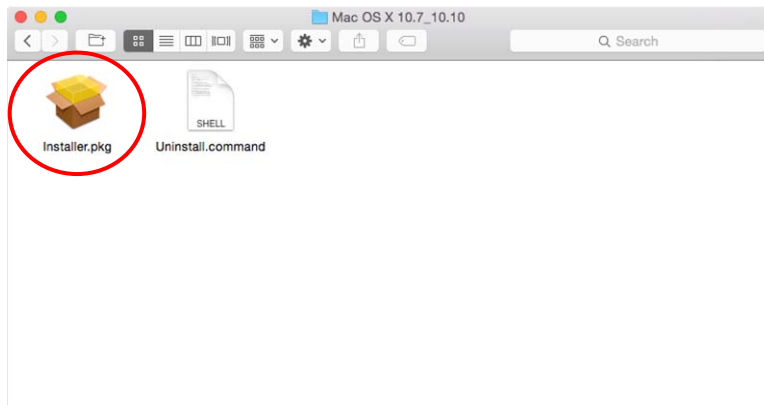 Mac OS X 10.7_10.10
Search
SHELL
Installer.pkg
Uninstall.command